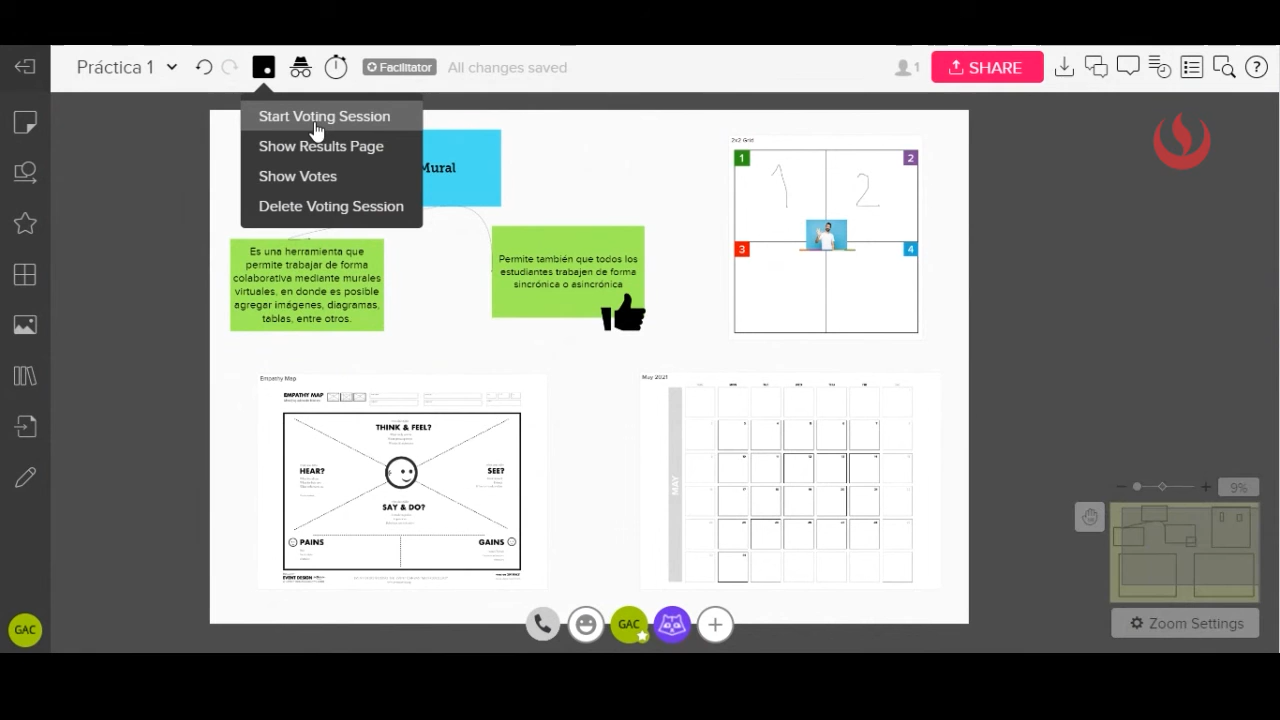 Práctica 1
Facilitator
All changes saved
1
SHARE
?
Start Voting Session
Show Results Page
Show Votes
Delete Voting Session
Mural
Es una herramienta que
permite trabajar de forma
colaborativa mediante murales
virtuales, en donde es posible
agregar imágenes, diagramas,
tablas, entre otros.
Permite también que todos los
estudiantes trabajen de forma
sincrónica o asincrónica
2x2 Grid
1
2
1
2
3
4
Empathy Map
EMPATHY MAP
THINK & FEEL?
HEAR?
SEE?
SAY & DO?
PAINS
GAINS
EVENT DESIGN
May 2021
MAY
9%
Zoom Settings
GAC
GAC